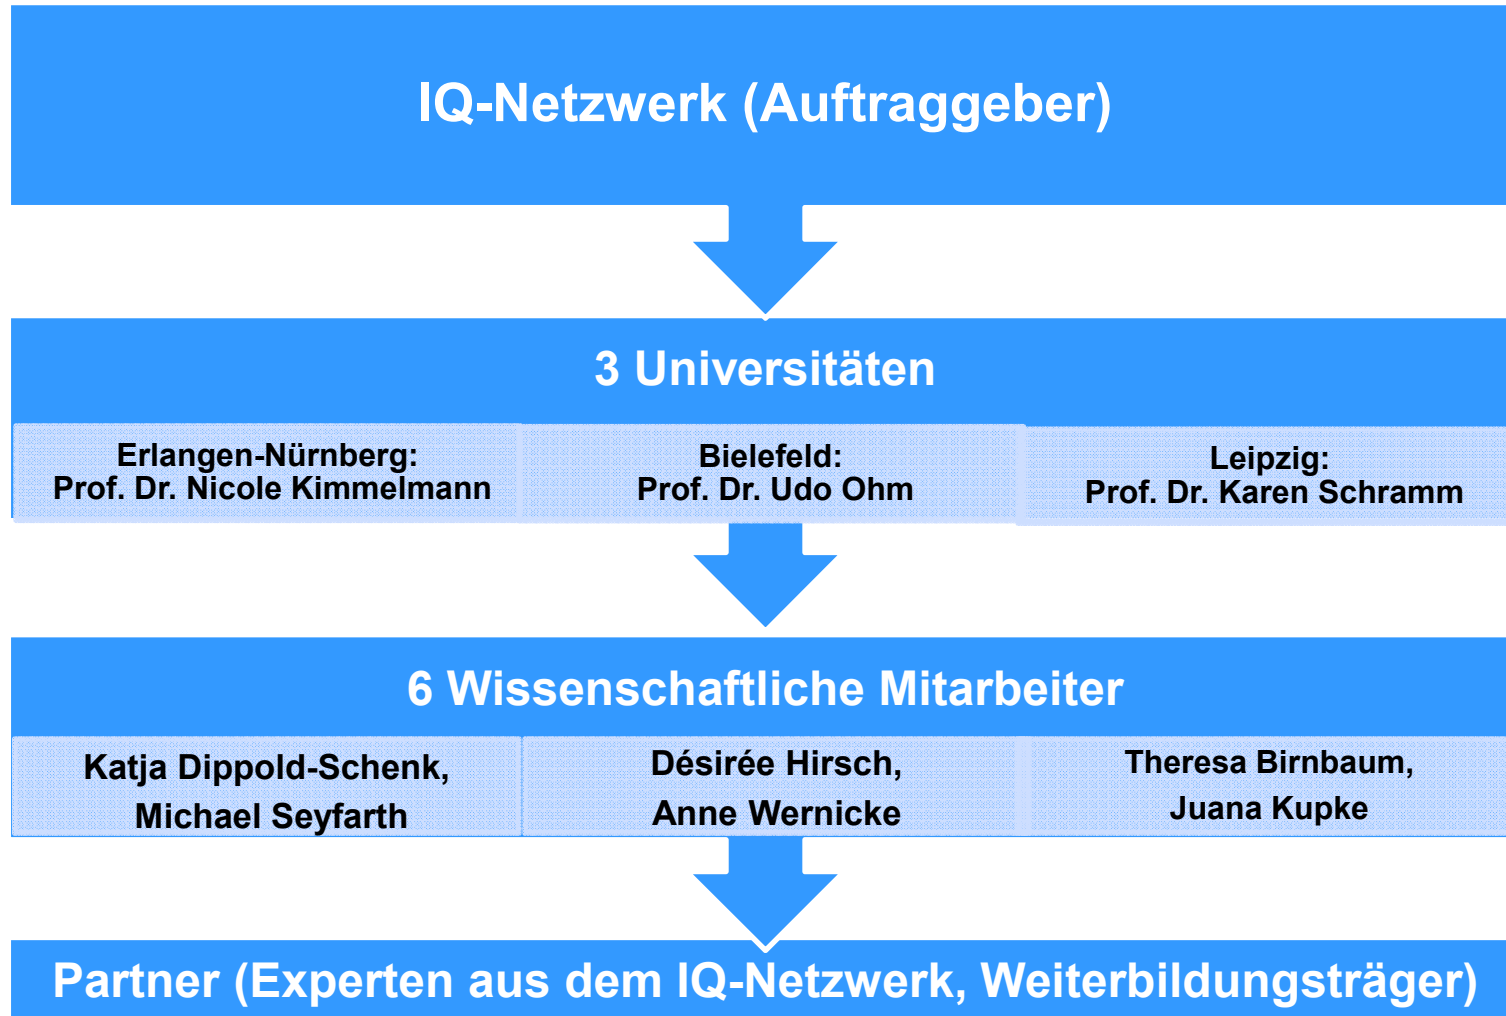 IQ-Netzwerk (Auftraggeber)
3 Universitäten
Erlangen-Nürnberg:
Prof. Dr. Nicole Kimmelmann
Bielefeld:
Prof. Dr. Udo Ohm
Leipzig:
Prof. Dr. Karen Schramm
6 Wissenschaftliche Mitarbeiter
Katja Dippold-Schenk,
Michael Seyfarth
Désirée Hirsch,
Anne Wernicke
Theresa Birnbaum,
Juana Kupke
Partner (Experten aus dem IQ-Netzwerk, Weiterbildungsträger)